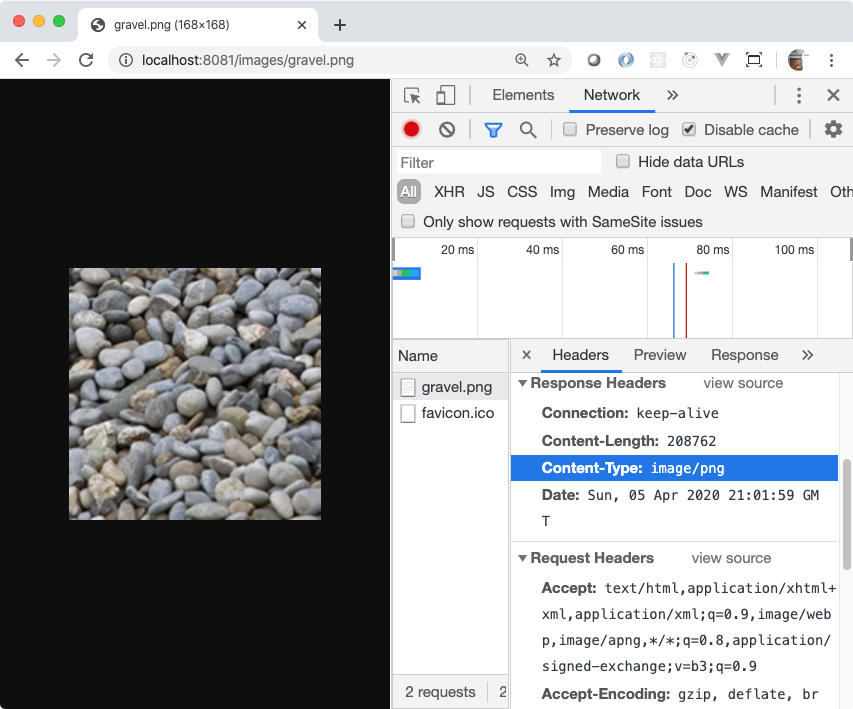 gravel.png (168×168)
localhost:8081/images/gravel.png
Elements Network
Preserve log Disable cache
Filter Hide data URLs
All XHR JS CSS Img Media Font Doc WS Manifest Oth
Only show requests with SameSite issues
20 ms 40 ms 60 ms 80 ms 100 ms
Name
gravel.png
favicon.ico
2 requests 2
Headers Preview Response
Response Headers view source
Connection: keep-alive
Content-Length: 208762
Content-Type: image/png
Date: Sun, 05 Apr 2020 21:01:59 GM
T
Request Headers view source
Accept: text/html,application/xhtml+
xml,application/xml;q=0.9,image/web
p,image/apng,*/*;q=0.8,application/
signed-exchange;v=b3;q=0.9
Accept-Encoding: gzip, deflate, br